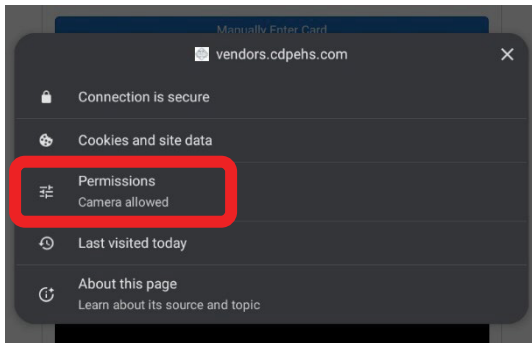 Manually Enter Card
vendors.cdpehs.com
Connection is secure
Cookies and site data
Permissions
Camera allowed
Last visited today
About this page
Learn about its source and topic